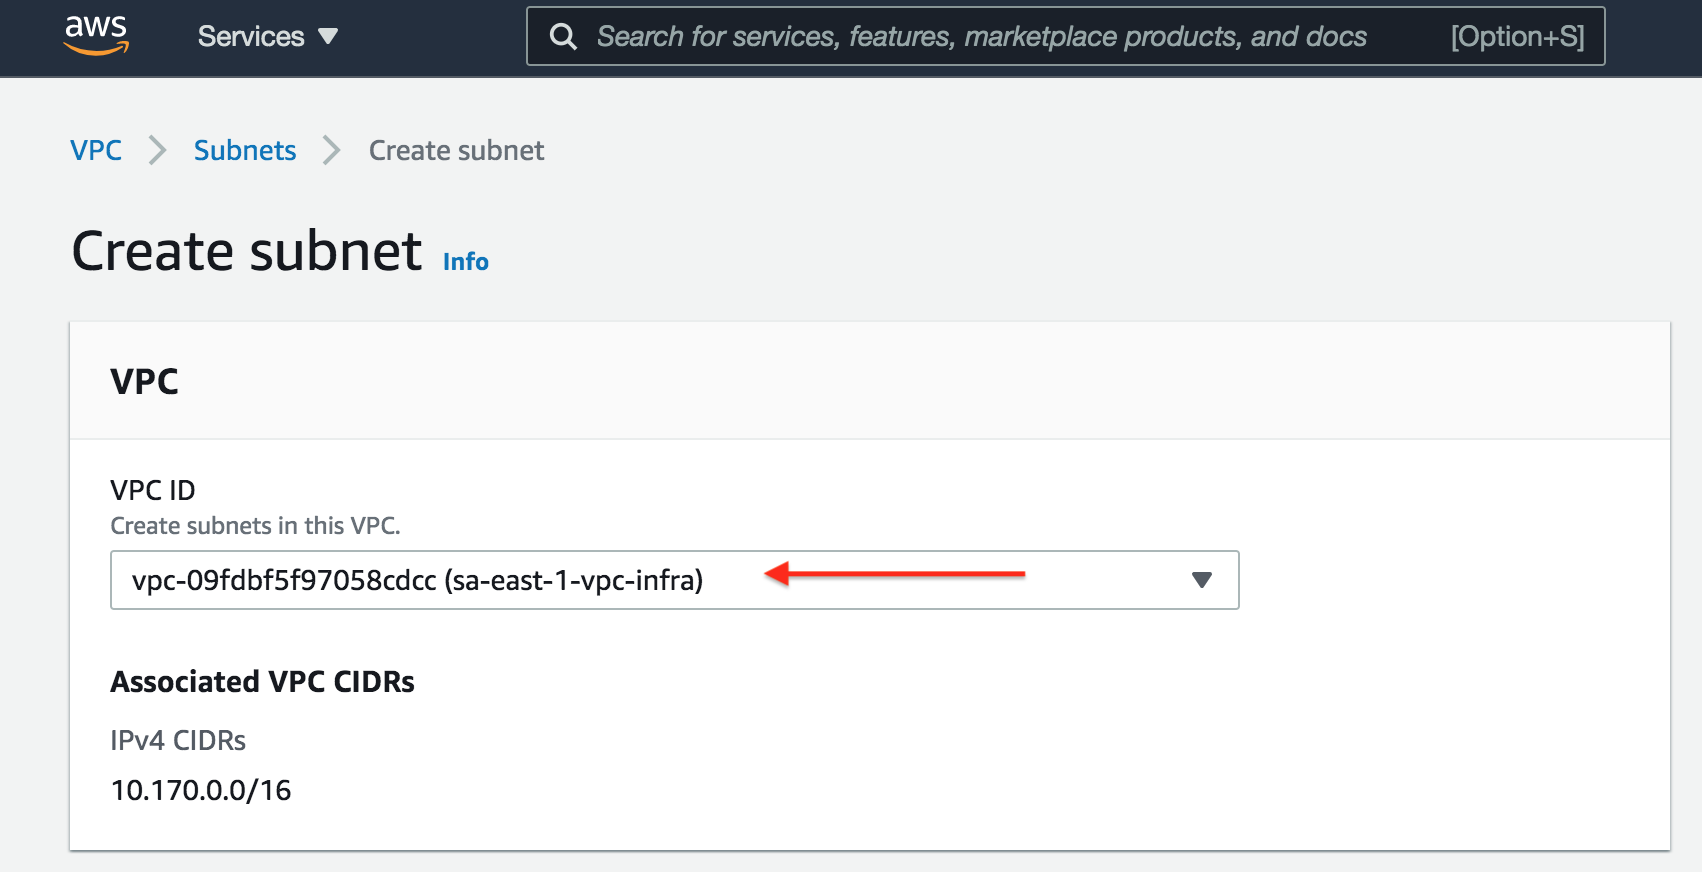 aws Services Search for services, features, marketplace products, and docs [Option+S]
VPC Subnets Create subnet
Create subnet Info
VPC
VPC ID
Create subnets in this VPC.
vpc-09fdbf5f97058cdcc (sa-east-1-vpc-infra)
Associated VPC CIDRs
IPv4 CIDRs
10.170.0.0/16